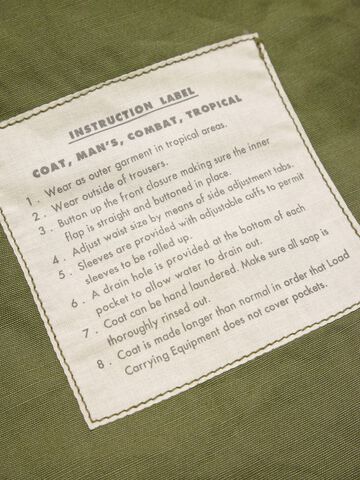 INSTRUCTION LABEL
COAT, MAN'S, COMBAT, TROPICAL
1 . Wear as outer garment in tropical areas.
2 . Wear outside of trousers.
3 . Button up the front closure making sure the inner
flap is straight and buttoned in place.
4 . Adjust waist size by means of side adjustment tabs.
5 . Sleeves are provided with adjustable cuffs to permit
sleeves to be rolled up.
6 . A drain hole is provided at the bottom of each
pocket to allow water to drain out.
7 . Coat can be hand laundered. Make sure all soap is
thoroughly rinsed out.
8 . Coat is made longer than normal in order that Load
Carrying Equipment does not cover pockets.